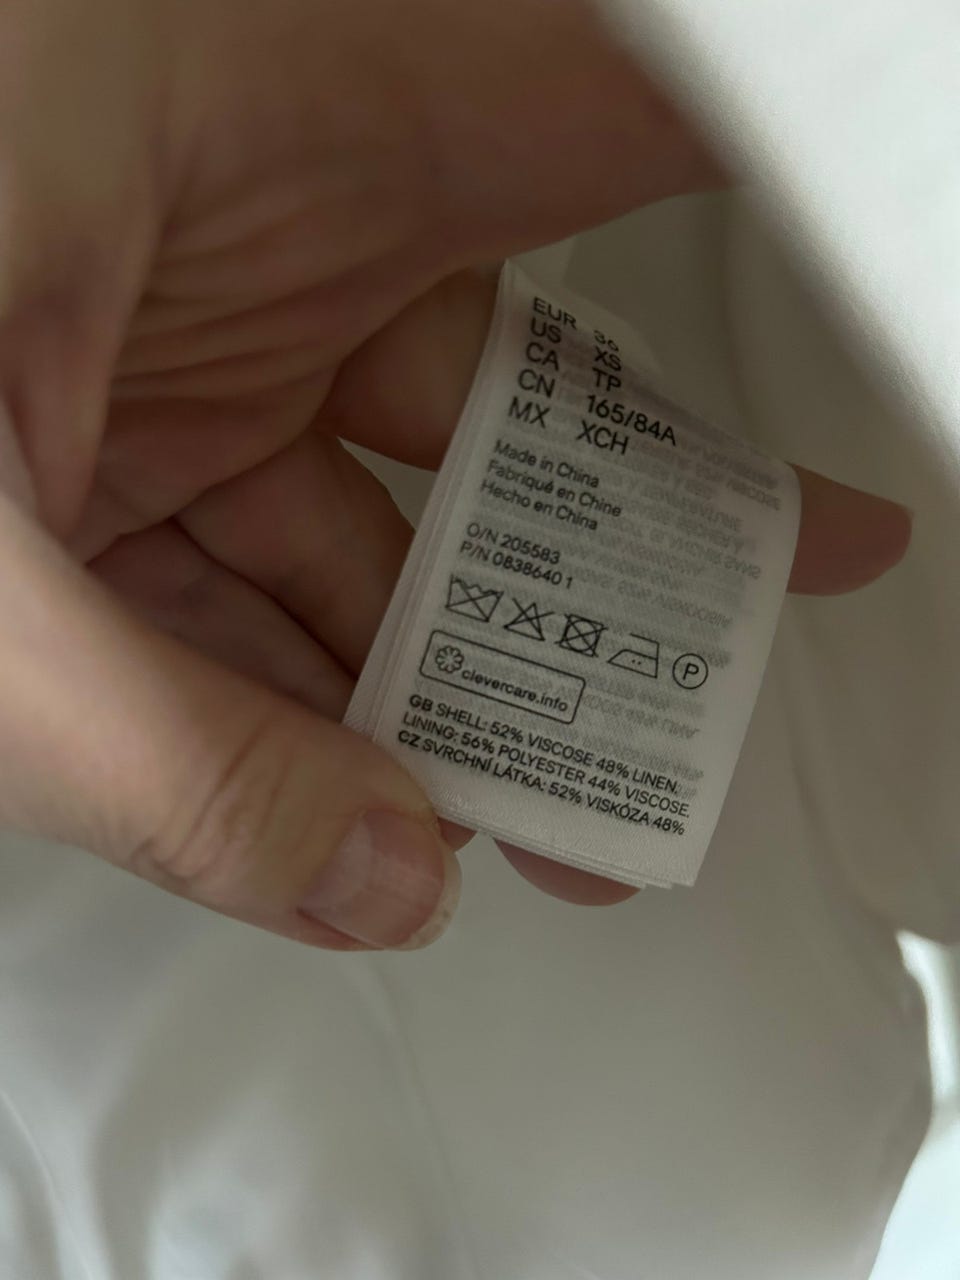 EUR 36
US XS
CA TP
CN 165/84A
MX XCH
Made in China
Fabriqué en Chine
Hecho en China
O/N 205583
P/N 0838640 1
P
clevercare.info
GB SHELL: 52% VISCOSE 48% LINEN.
LINING: 56% POLYESTER 44% VISCOSE.
CZ SVRCHNÍ LÁTKA: 52% VISKÓZA 48%